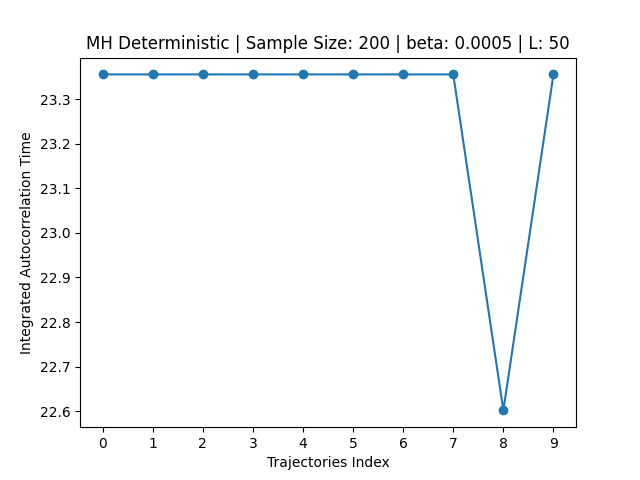 MH Deterministic | Sample Size: 200 | beta: 0.0005 | L: 50
Integrated Autocorrelation Time
23.3
23.2
23.1
23.0
22.9
22.8
22.7
22.6
0 1 2 3 4 5 6 7 8 9
Trajectories Index